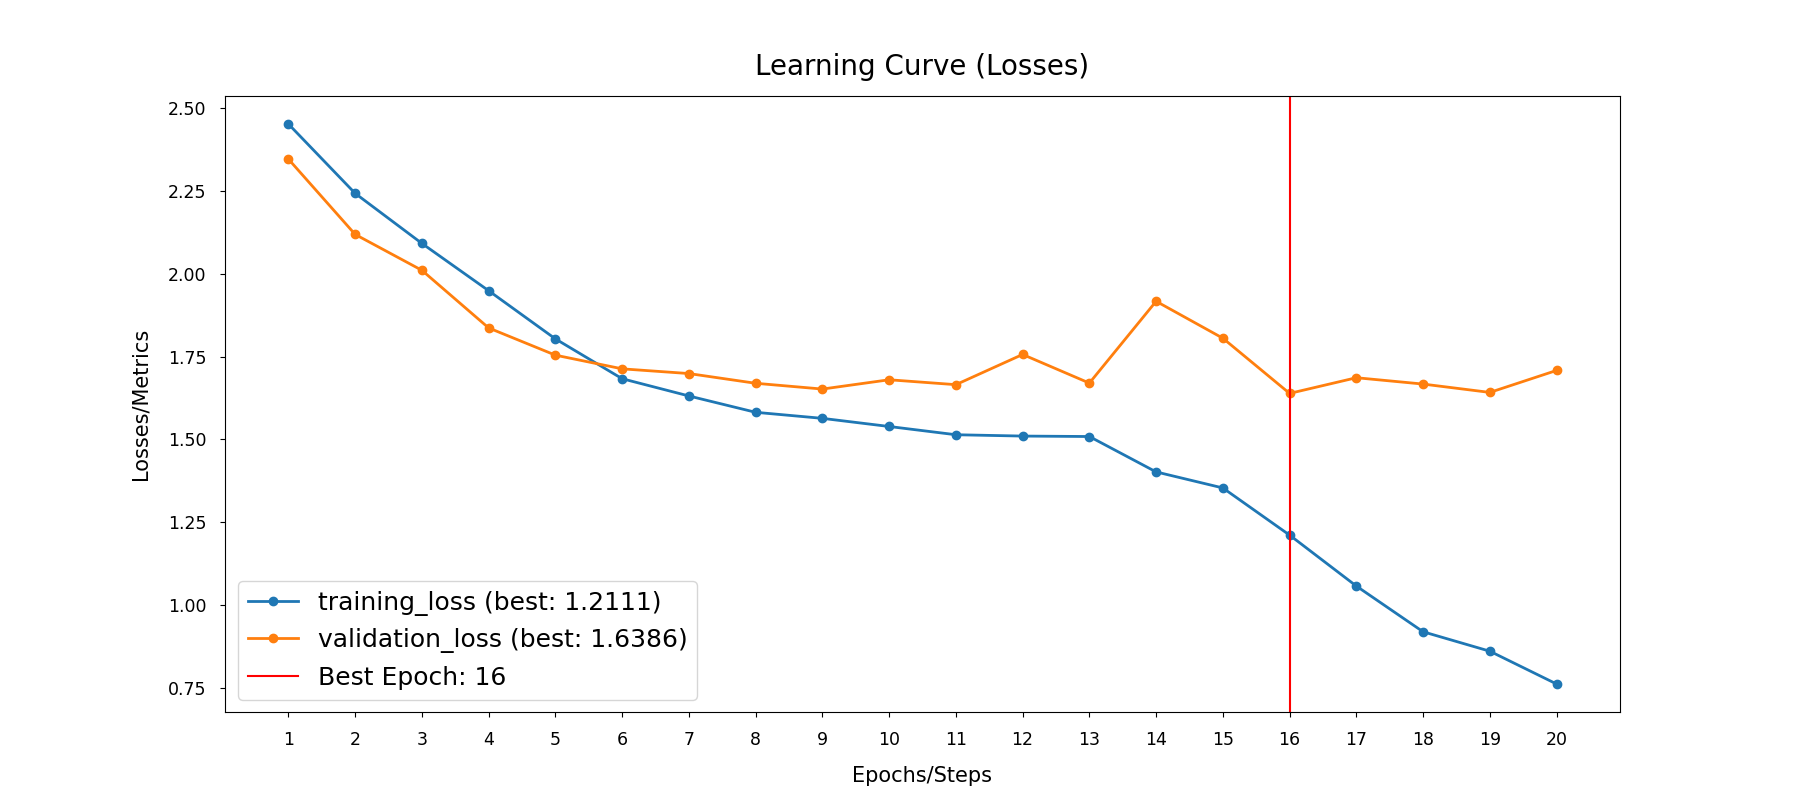 Learning Curve (Losses)
2.50
2.25
2.00
1.75
1.50
1.25
1.00
0.75
Losses/Metrics
training_loss (best: 1.2111)
validation_loss (best: 1.6386)
Best Epoch: 16
1 2 3 4 5 6 7 8 9 10 11 12 13 14 15 16 17 18 19 20
Epochs/Steps